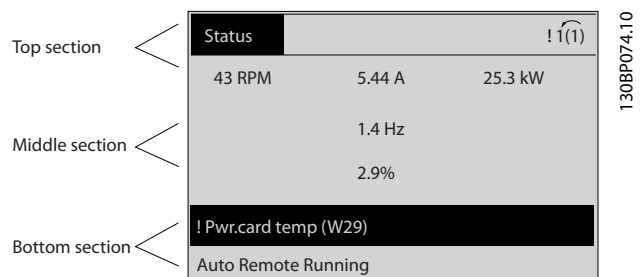 Top section
Status
! 1(1)
43 RPM 5.44 A 25.3 kW
Middle section
1.4 Hz
2.9%
Bottom section
! Pwr.card temp (W29)
Auto Remote Running
130BP074.10